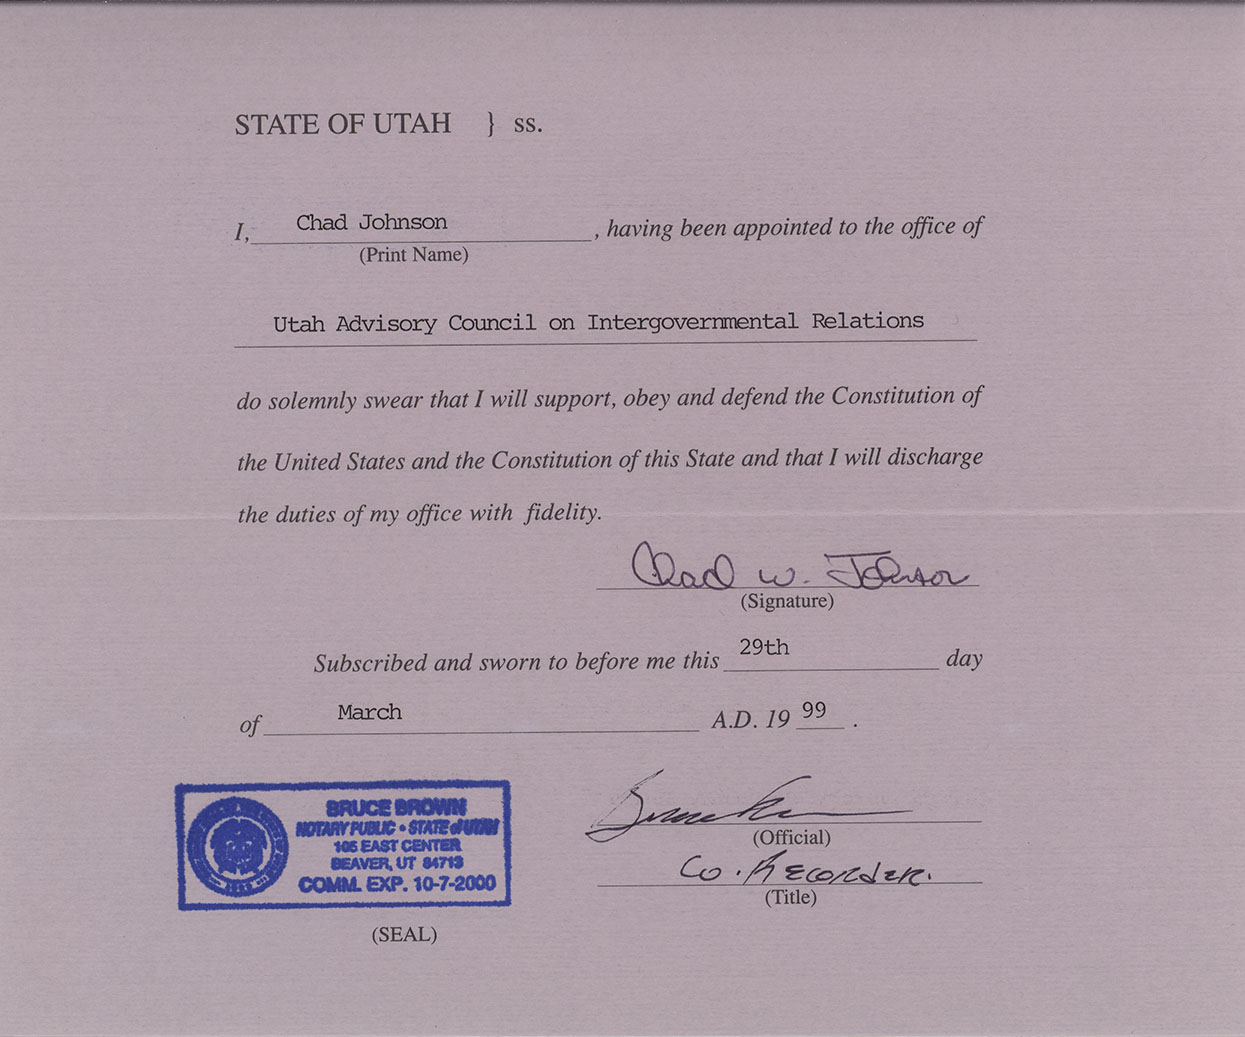 STATE OF UTAH } ss.
I, Chad Johnson, having been appointed to the office of
(Print Name)
Utah Advisory Council on Intergovernmental Relations
do solemnly swear that I will support, obey and defend the Constitution of
the United States and the Constitution of this State and that I will discharge
the duties of my office with fidelity.
Chad W. Johnson
(Signature)
Subscribed and sworn to before me this 29th day
of March A.D. 1999.
BRUCE BROWN
NOTARY PUBLIC • STATE of UTAH
105 EAST CENTER
BEAVER, UT 84713
COMM. EXP. 10-7-2000
(SEAL)
(Official)
Co. Recorder.
(Title)